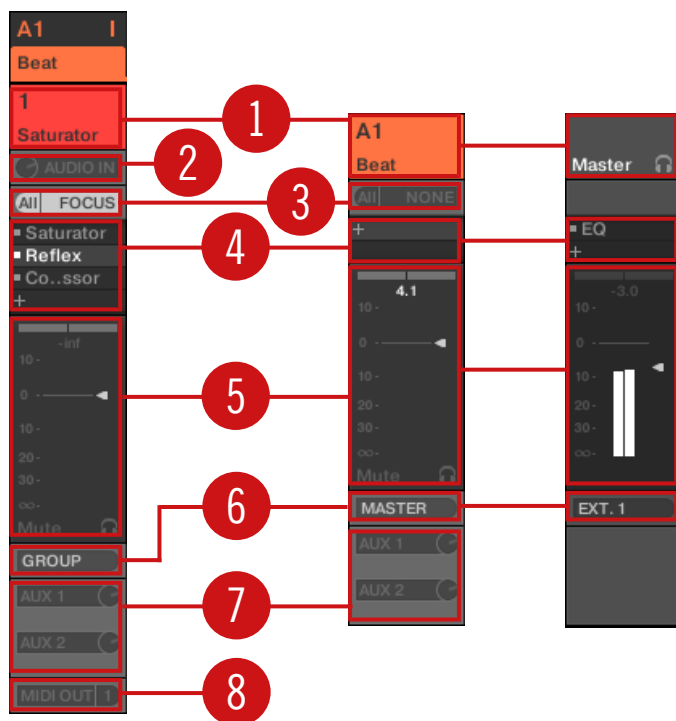 A1 I
Beat
1
Saturator
AUDIO IN
All FOCUS
Saturator
Reflex
Co..ssor
+
-inf
10 -
0 -
10 -
20 -
30 -
∞-
Mute
GROUP
AUX 1
AUX 2
MIDI OUT 1
1
2
3
4
5
6
7
8
A1
Beat
All NONE
+
4.1
10 -
0 -
10 -
20 -
30 -
∞-
Mute
MASTER
AUX 1
AUX 2
Master
EQ
+
-3.0
10 -
0 -
10 -
20 -
30 -
∞-
EXT. 1